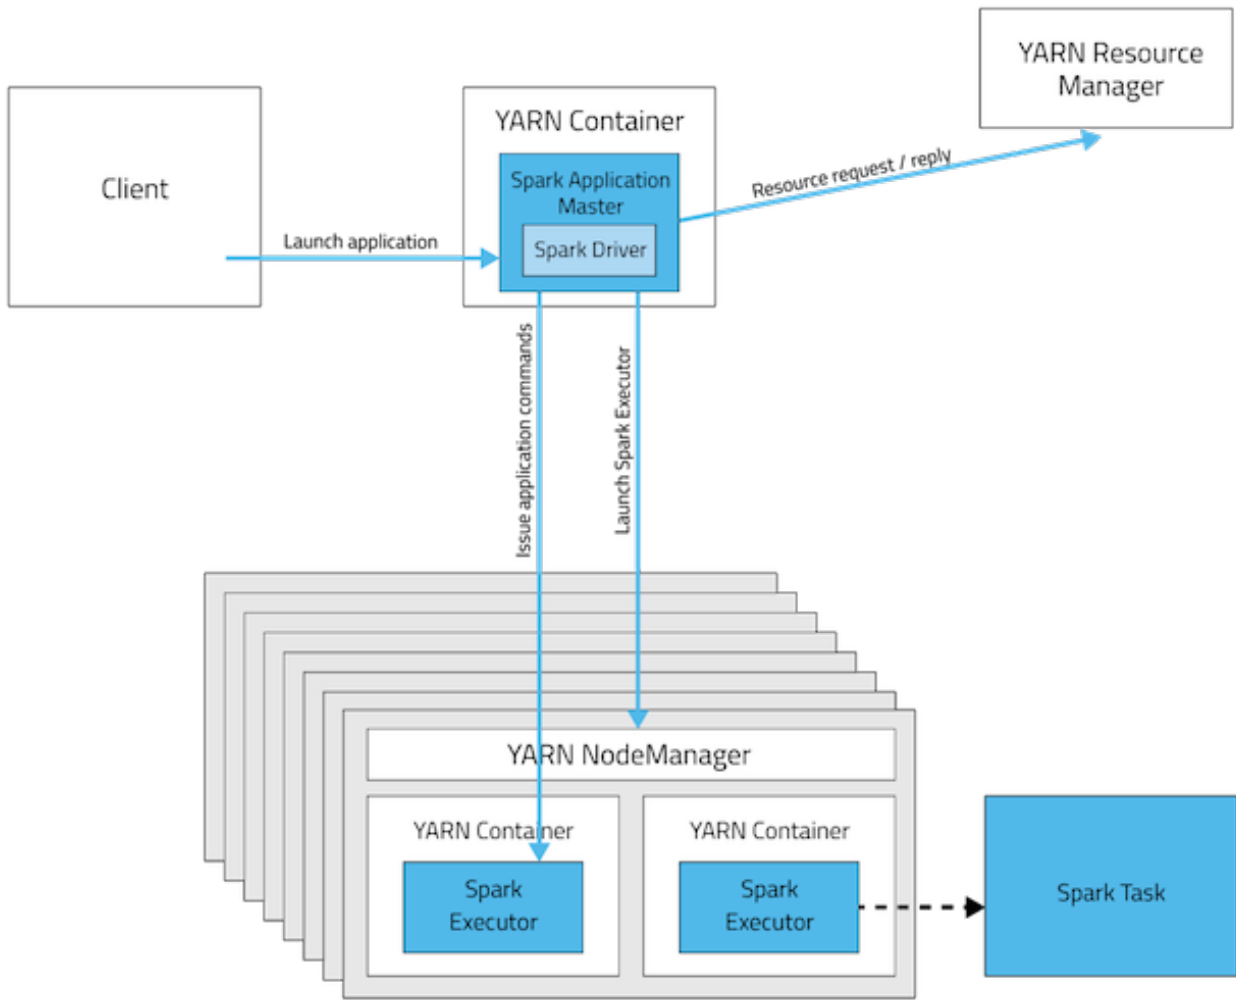 YARN Resource
Manager
Client
YARN Container
Spark Application
Master
Spark Driver
Launch application
Resource request / reply
Issue application commands
Launch Spark Executor
YARN NodeManager
YARN Container
Spark
Executor
YARN Container
Spark
Executor
Spark Task